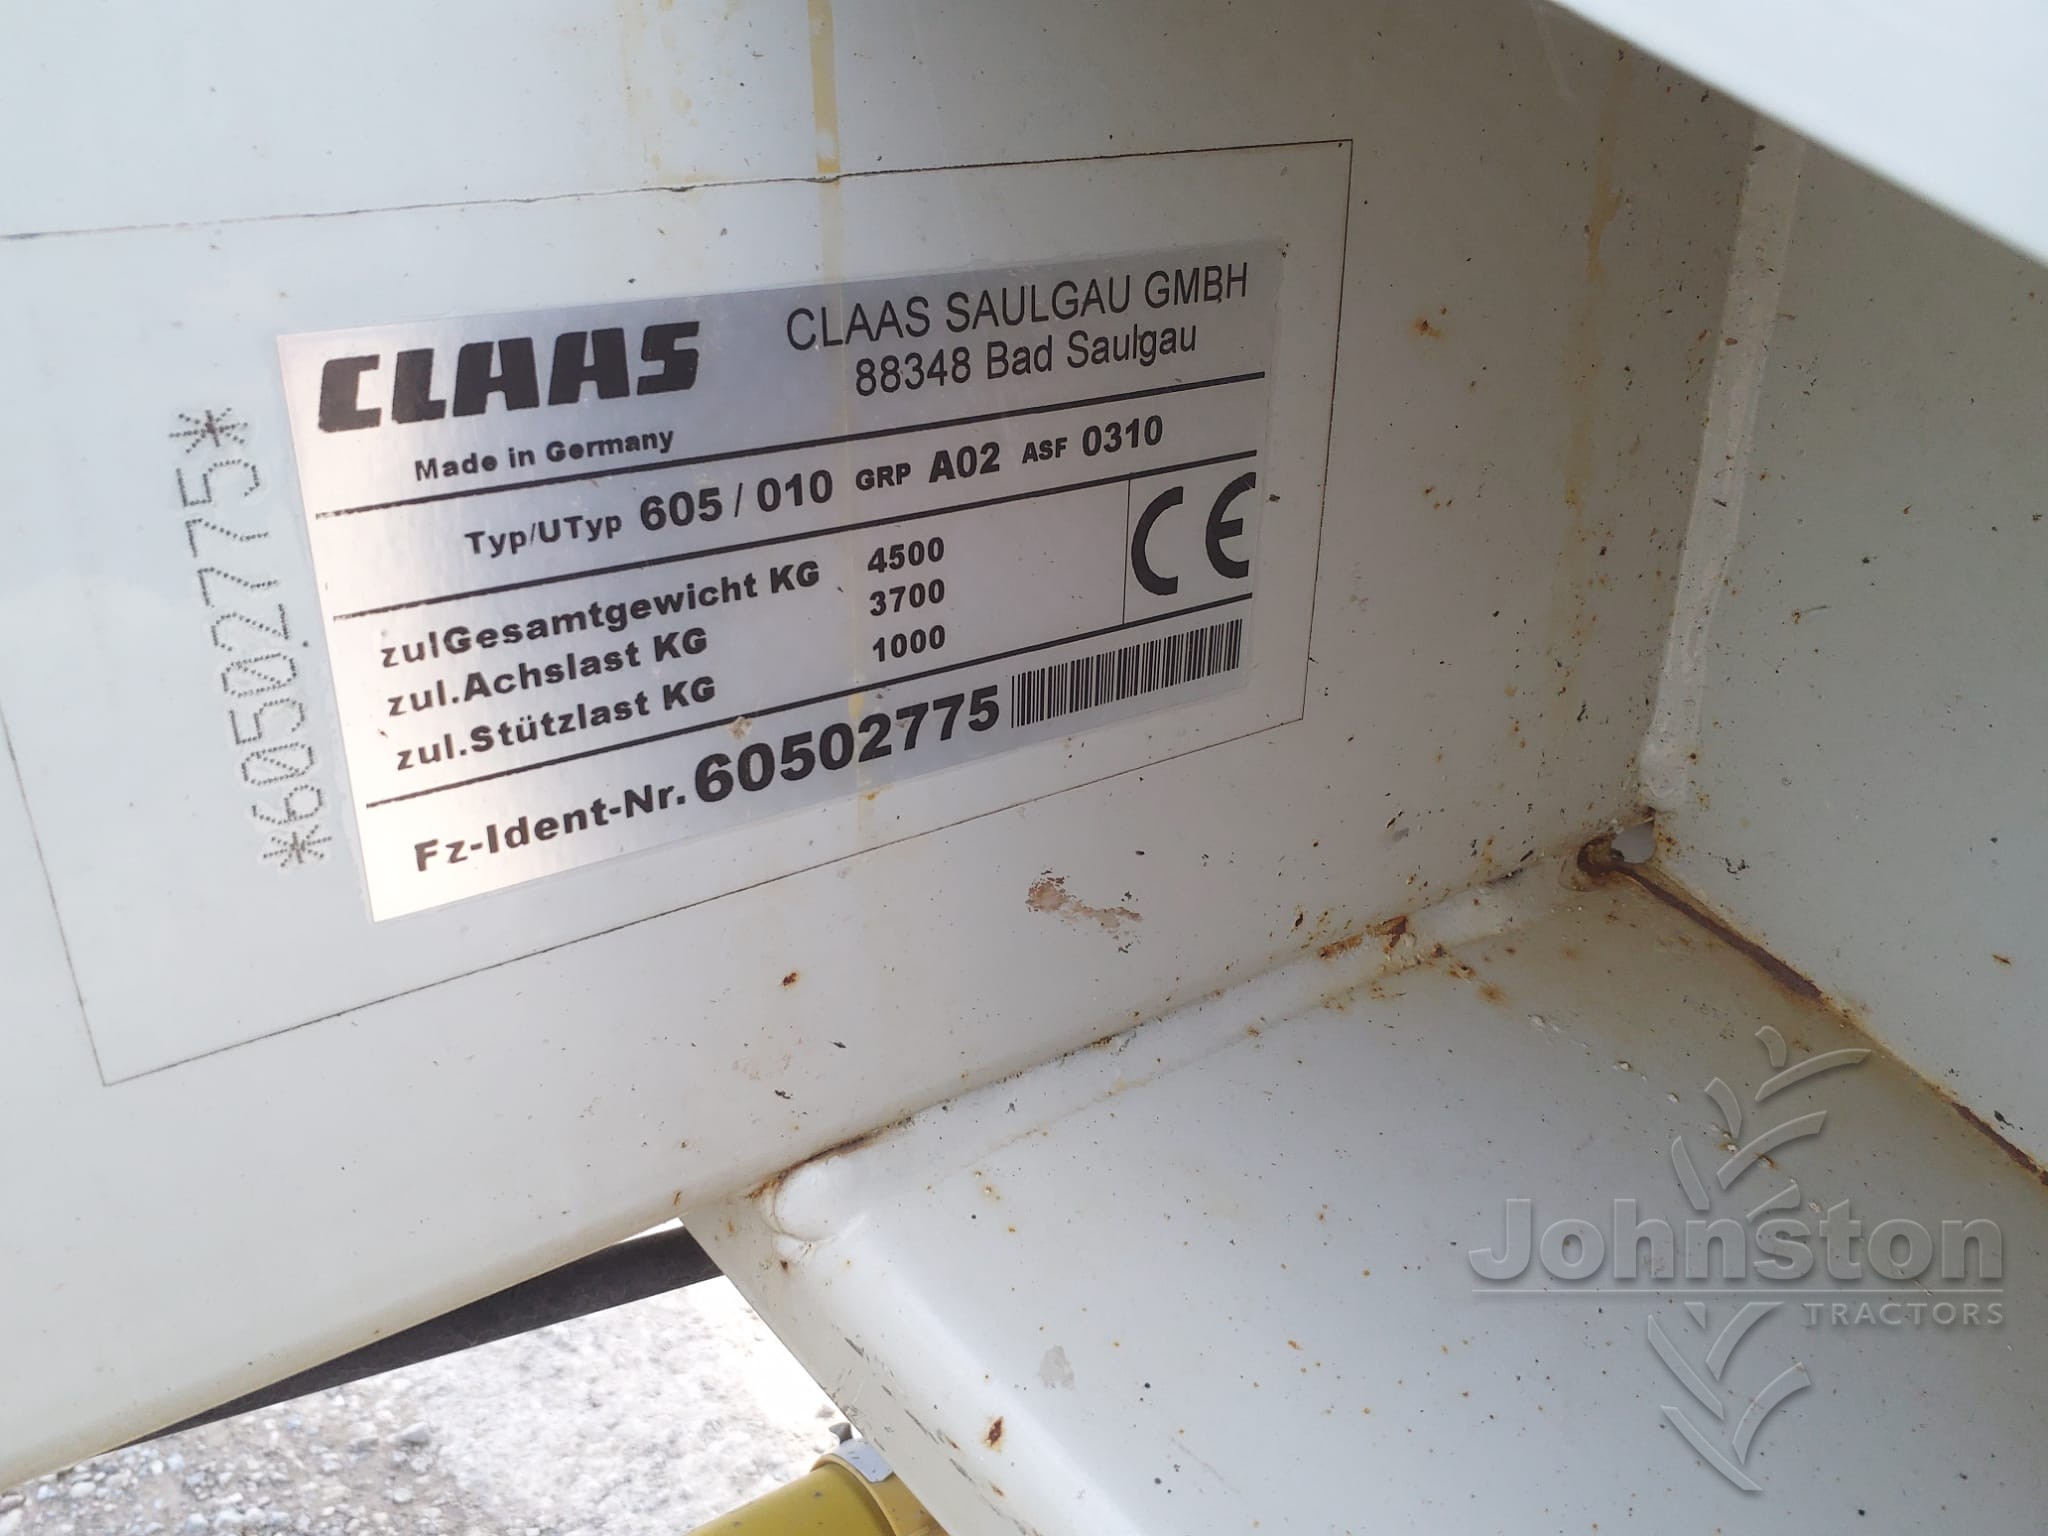 CLAAS
Made in Germany
CLAAS SAULGAU GMBH
88348 Bad Saulgau
Typ/UTyp 605 / 010 GRP A02 ASF 0310
zulGesamtgewicht KG 4500
zul.Achslast KG 3700
zul.Stützlast KG 1000
CE
Fz-Ident-Nr. 60502775
*60502775*
Johnston
TRACTORS